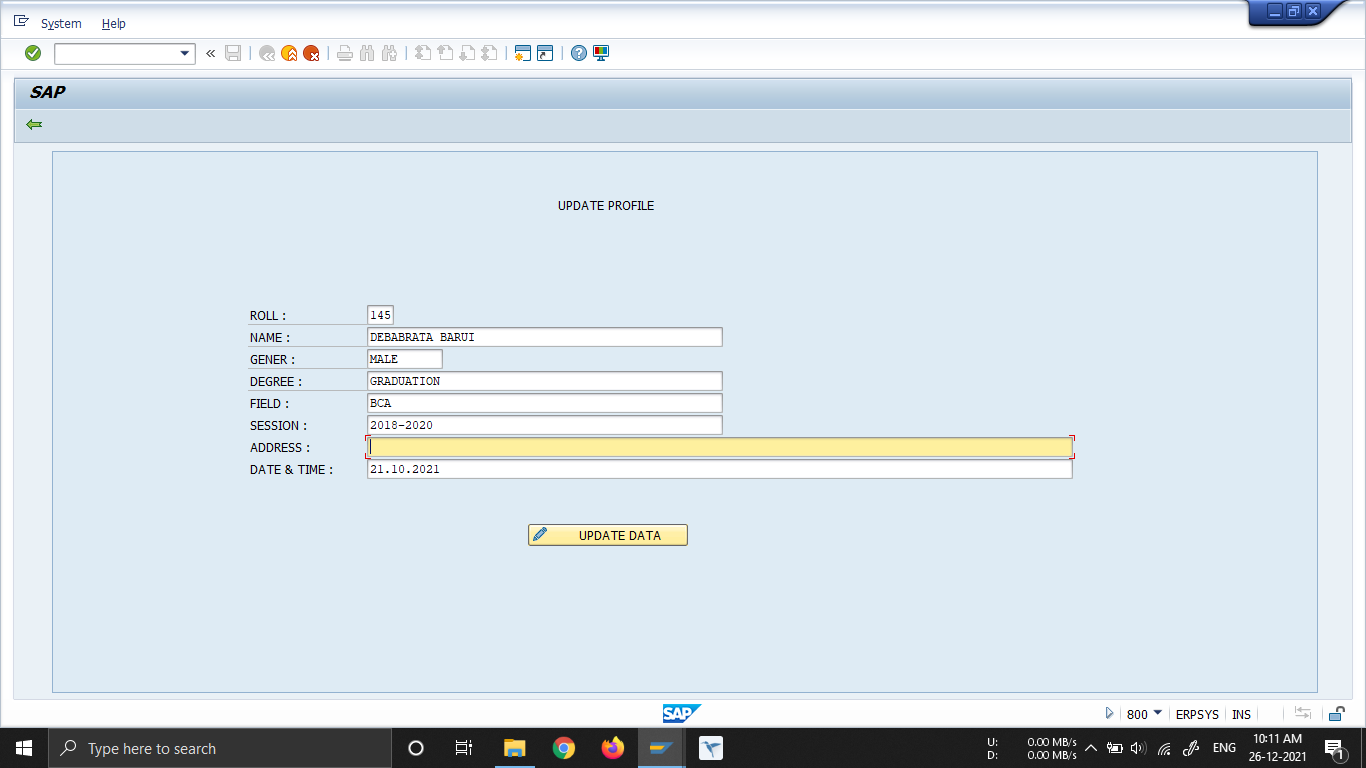 System Help
SAP
UPDATE PROFILE
ROLL : 145
NAME : DEBABRATA BARUI
GENER : MALE
DEGREE : GRADUATION
FIELD : BCA
SESSION : 2018-2020
ADDRESS :
DATE & TIME : 21.10.2021
UPDATE DATA
SAP 800 ERPSYS INS
Type here to search
U: 0.00 MB/s
D: 0.00 MB/s
ENG
10:11 AM
26-12-2021
1